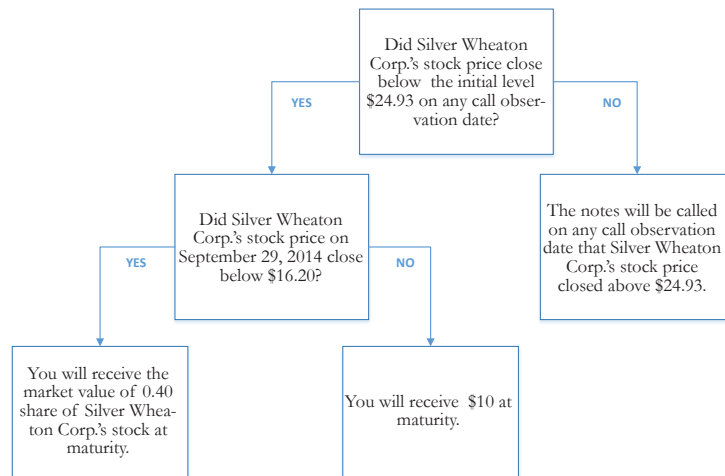 Did Silver Wheaton
Corp.'s stock price close
below the initial level
$24.93 on any call obser-
vation date?
YES
NO
Did Silver Wheaton
Corp.'s stock price on
September 29, 2014 close
below $16.20?
The notes will be called
on any call observation
date that Silver Wheaton
Corp.'s stock price
closed above $24.93.
YES
NO
You will receive the
market value of 0.40
share of Silver Whea-
ton Corp.'s stock at
maturity.
You will receive $10 at
maturity.